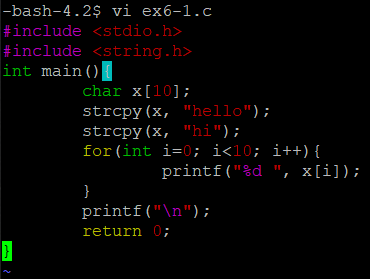 -bash-4.2$ vi ex6-1.c
#include <stdio.h>
#include <string.h>
int main(){
        char x[10];
        strcpy(x, "hello");
        strcpy(x, "hi");
        for(int i=0; i<10; i++){
                printf("%d ", x[i]);
        }
        printf("\n");
        return 0;
}
~